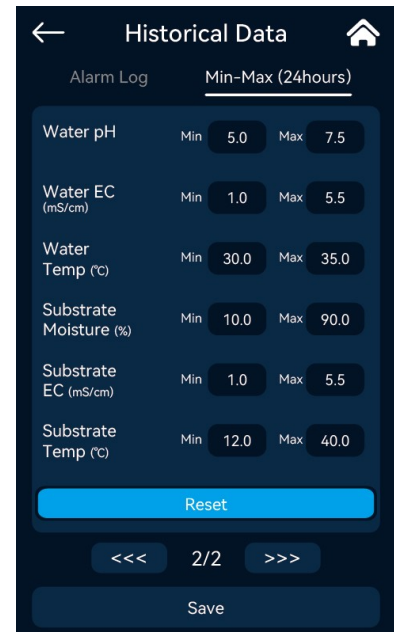 Historical Data
Alarm Log Min-Max (24hours)
Water pH Min 5.0 Max 7.5
Water EC
(mS/cm) Min 1.0 Max 5.5
Water
Temp (℃) Min 30.0 Max 35.0
Substrate
Moisture (%) Min 10.0 Max 90.0
Substrate
EC (mS/cm) Min 1.0 Max 5.5
Substrate
Temp (℃) Min 12.0 Max 40.0
Reset
<<< 2/2 >>>
Save